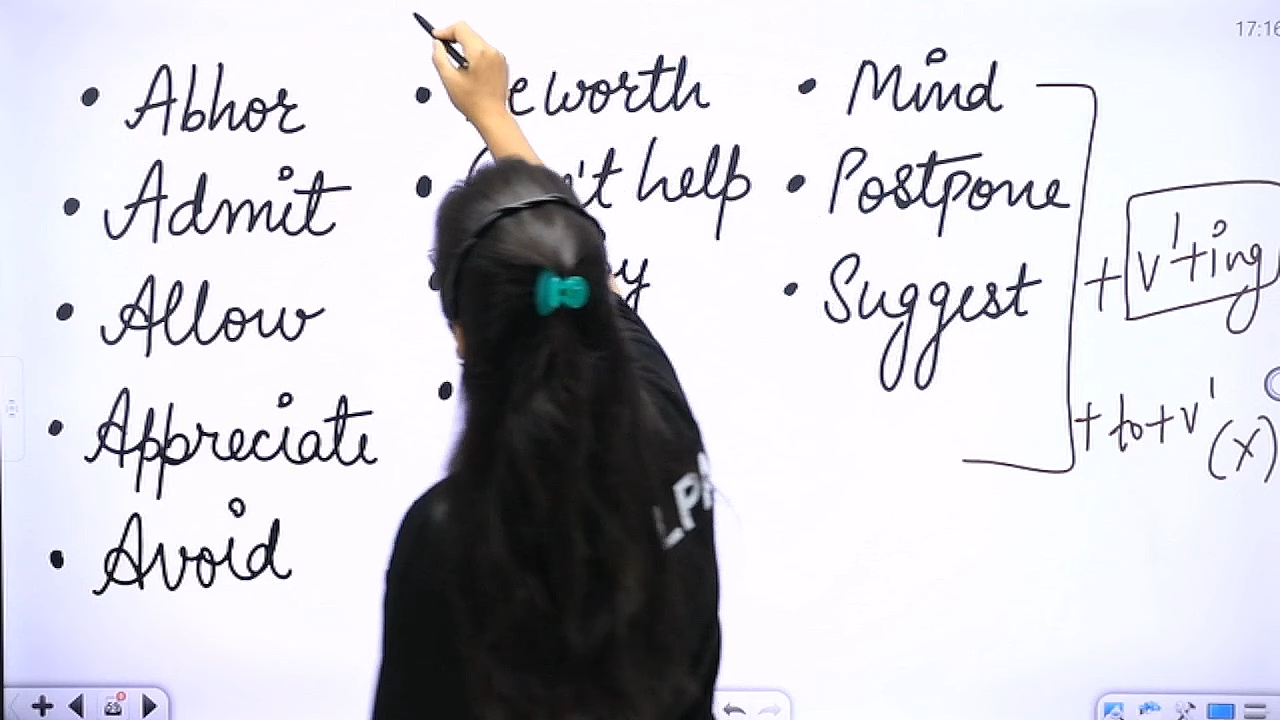 17:16
• Abhor
• Admit
• Allow
• Appreciate
• Avoid
• worth
• help
•
•
• Mind
• Postpone
• Suggest
+ V¹+ing
+ to + V¹ (x)